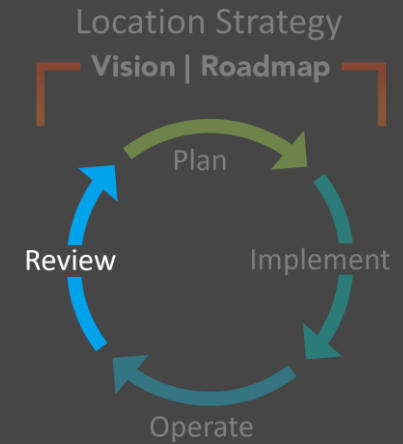 Location Strategy
Vision | Roadmap
Plan
Review
Implement
Operate